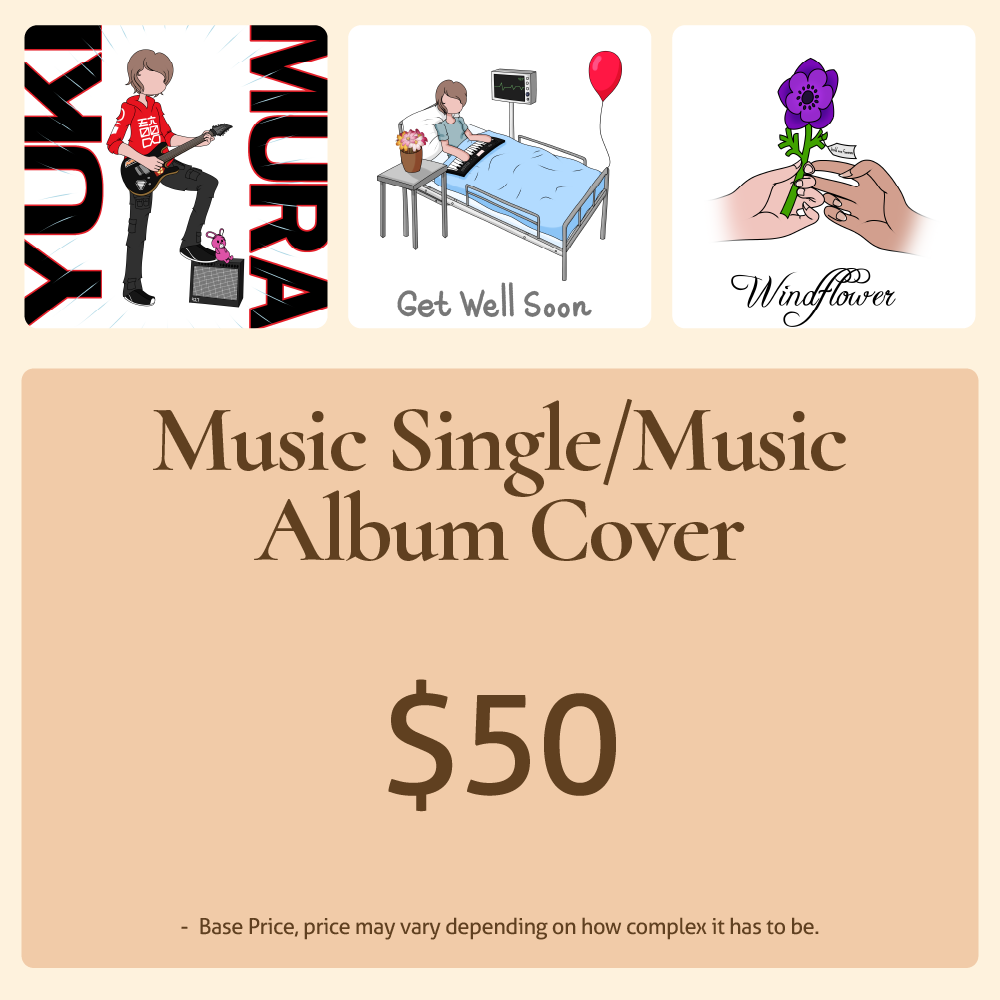 YUKI
MURA
Get Well Soon
Windflower
Music Single/Music
Album Cover
$50
- Base Price, price may vary depending on how complex it has to be.